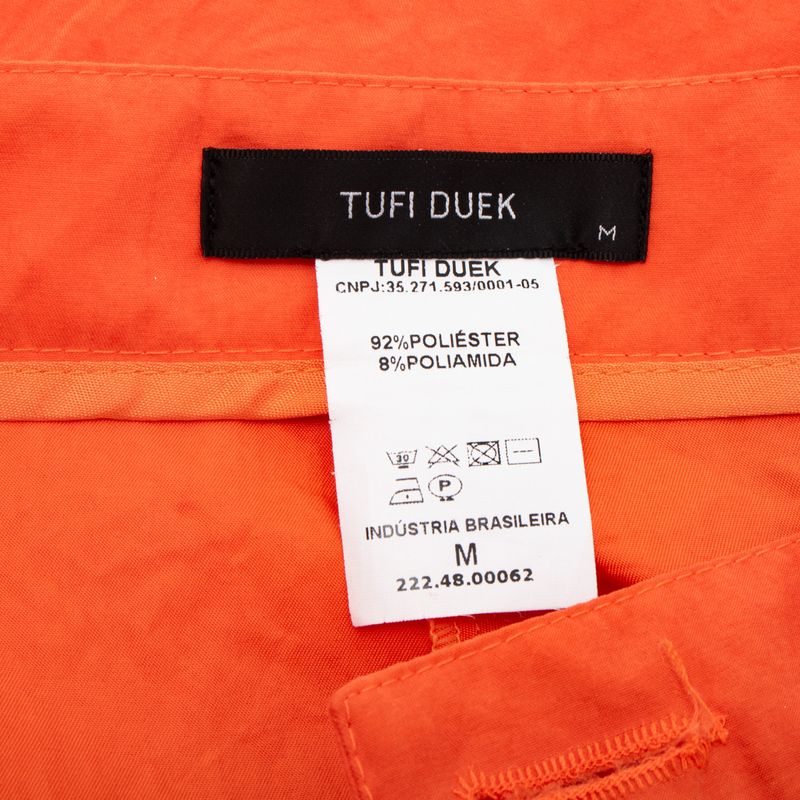 TUFI DUEK
M
TUFI DUEK
CNPJ:35.271.593/0001-05
92%POLIÉSTER
8%POLIAMIDA
30
P
INDÚSTRIA BRASILEIRA
M
222.48.00062